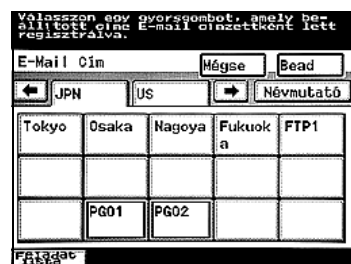 Válasszon egy gyorsgombot, amely be-
állított címe E-mail címzettként lett
regisztrálva.
E-Mail Cím
Mégse
Bead
JPN
US
Névmutató
Tokyo
Osaka
Nagoya
Fukuok
a
FTP1
PG01
PG02
Feladat
lista